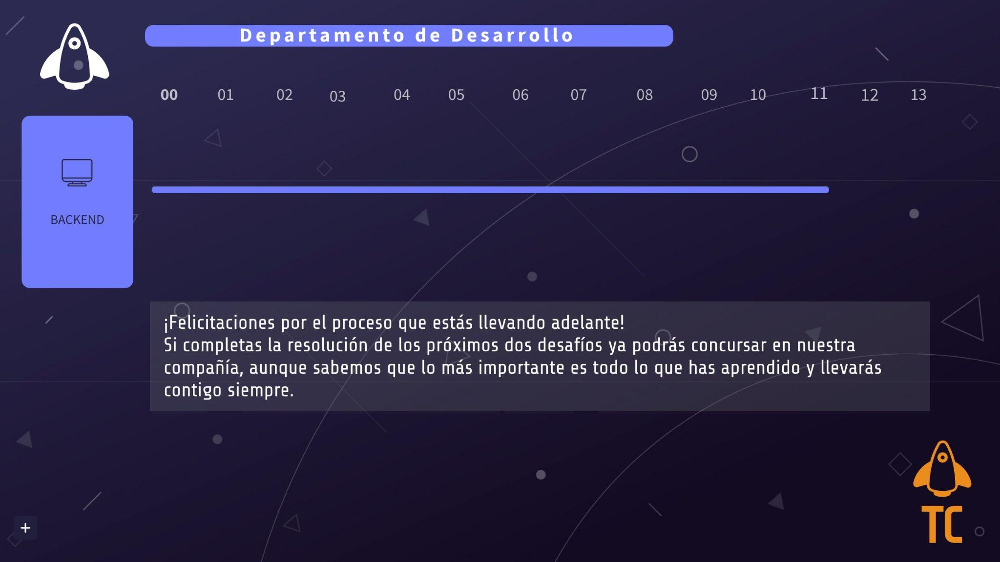 Departamento de Desarrollo
00 01 02 03 04 05 06 07 08 09 10 11 12 13
BACKEND
¡Felicitaciones por el proceso que estás llevando adelante!
Si completas la resolución de los próximos dos desafíos ya podrás concursar en nuestra
compañía, aunque sabemos que lo más importante es todo lo que has aprendido y llevarás
contigo siempre.
TC
+